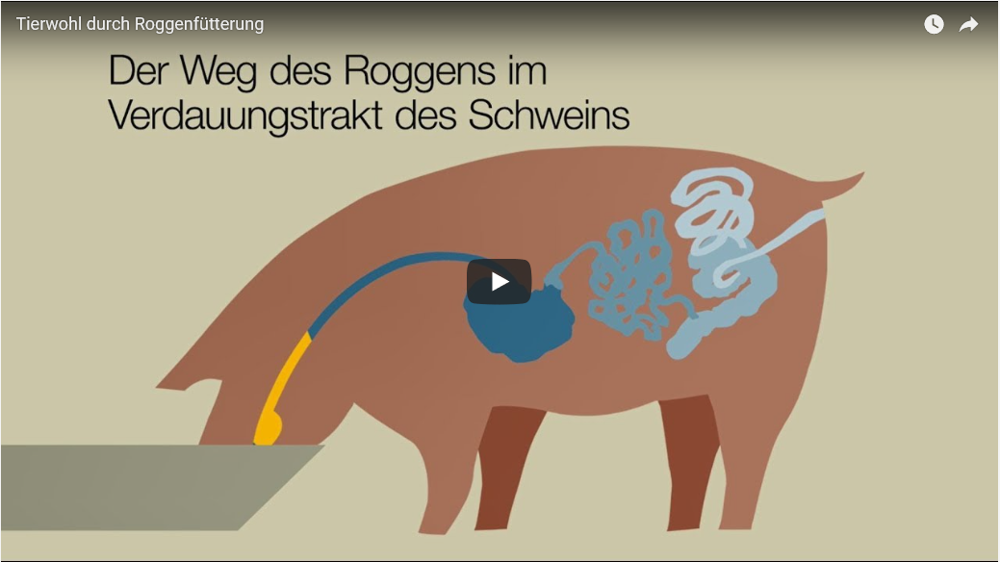 Tierwohl durch Roggenfütterung
Der Weg des Roggens im
Verdauungstrakt des Schweins